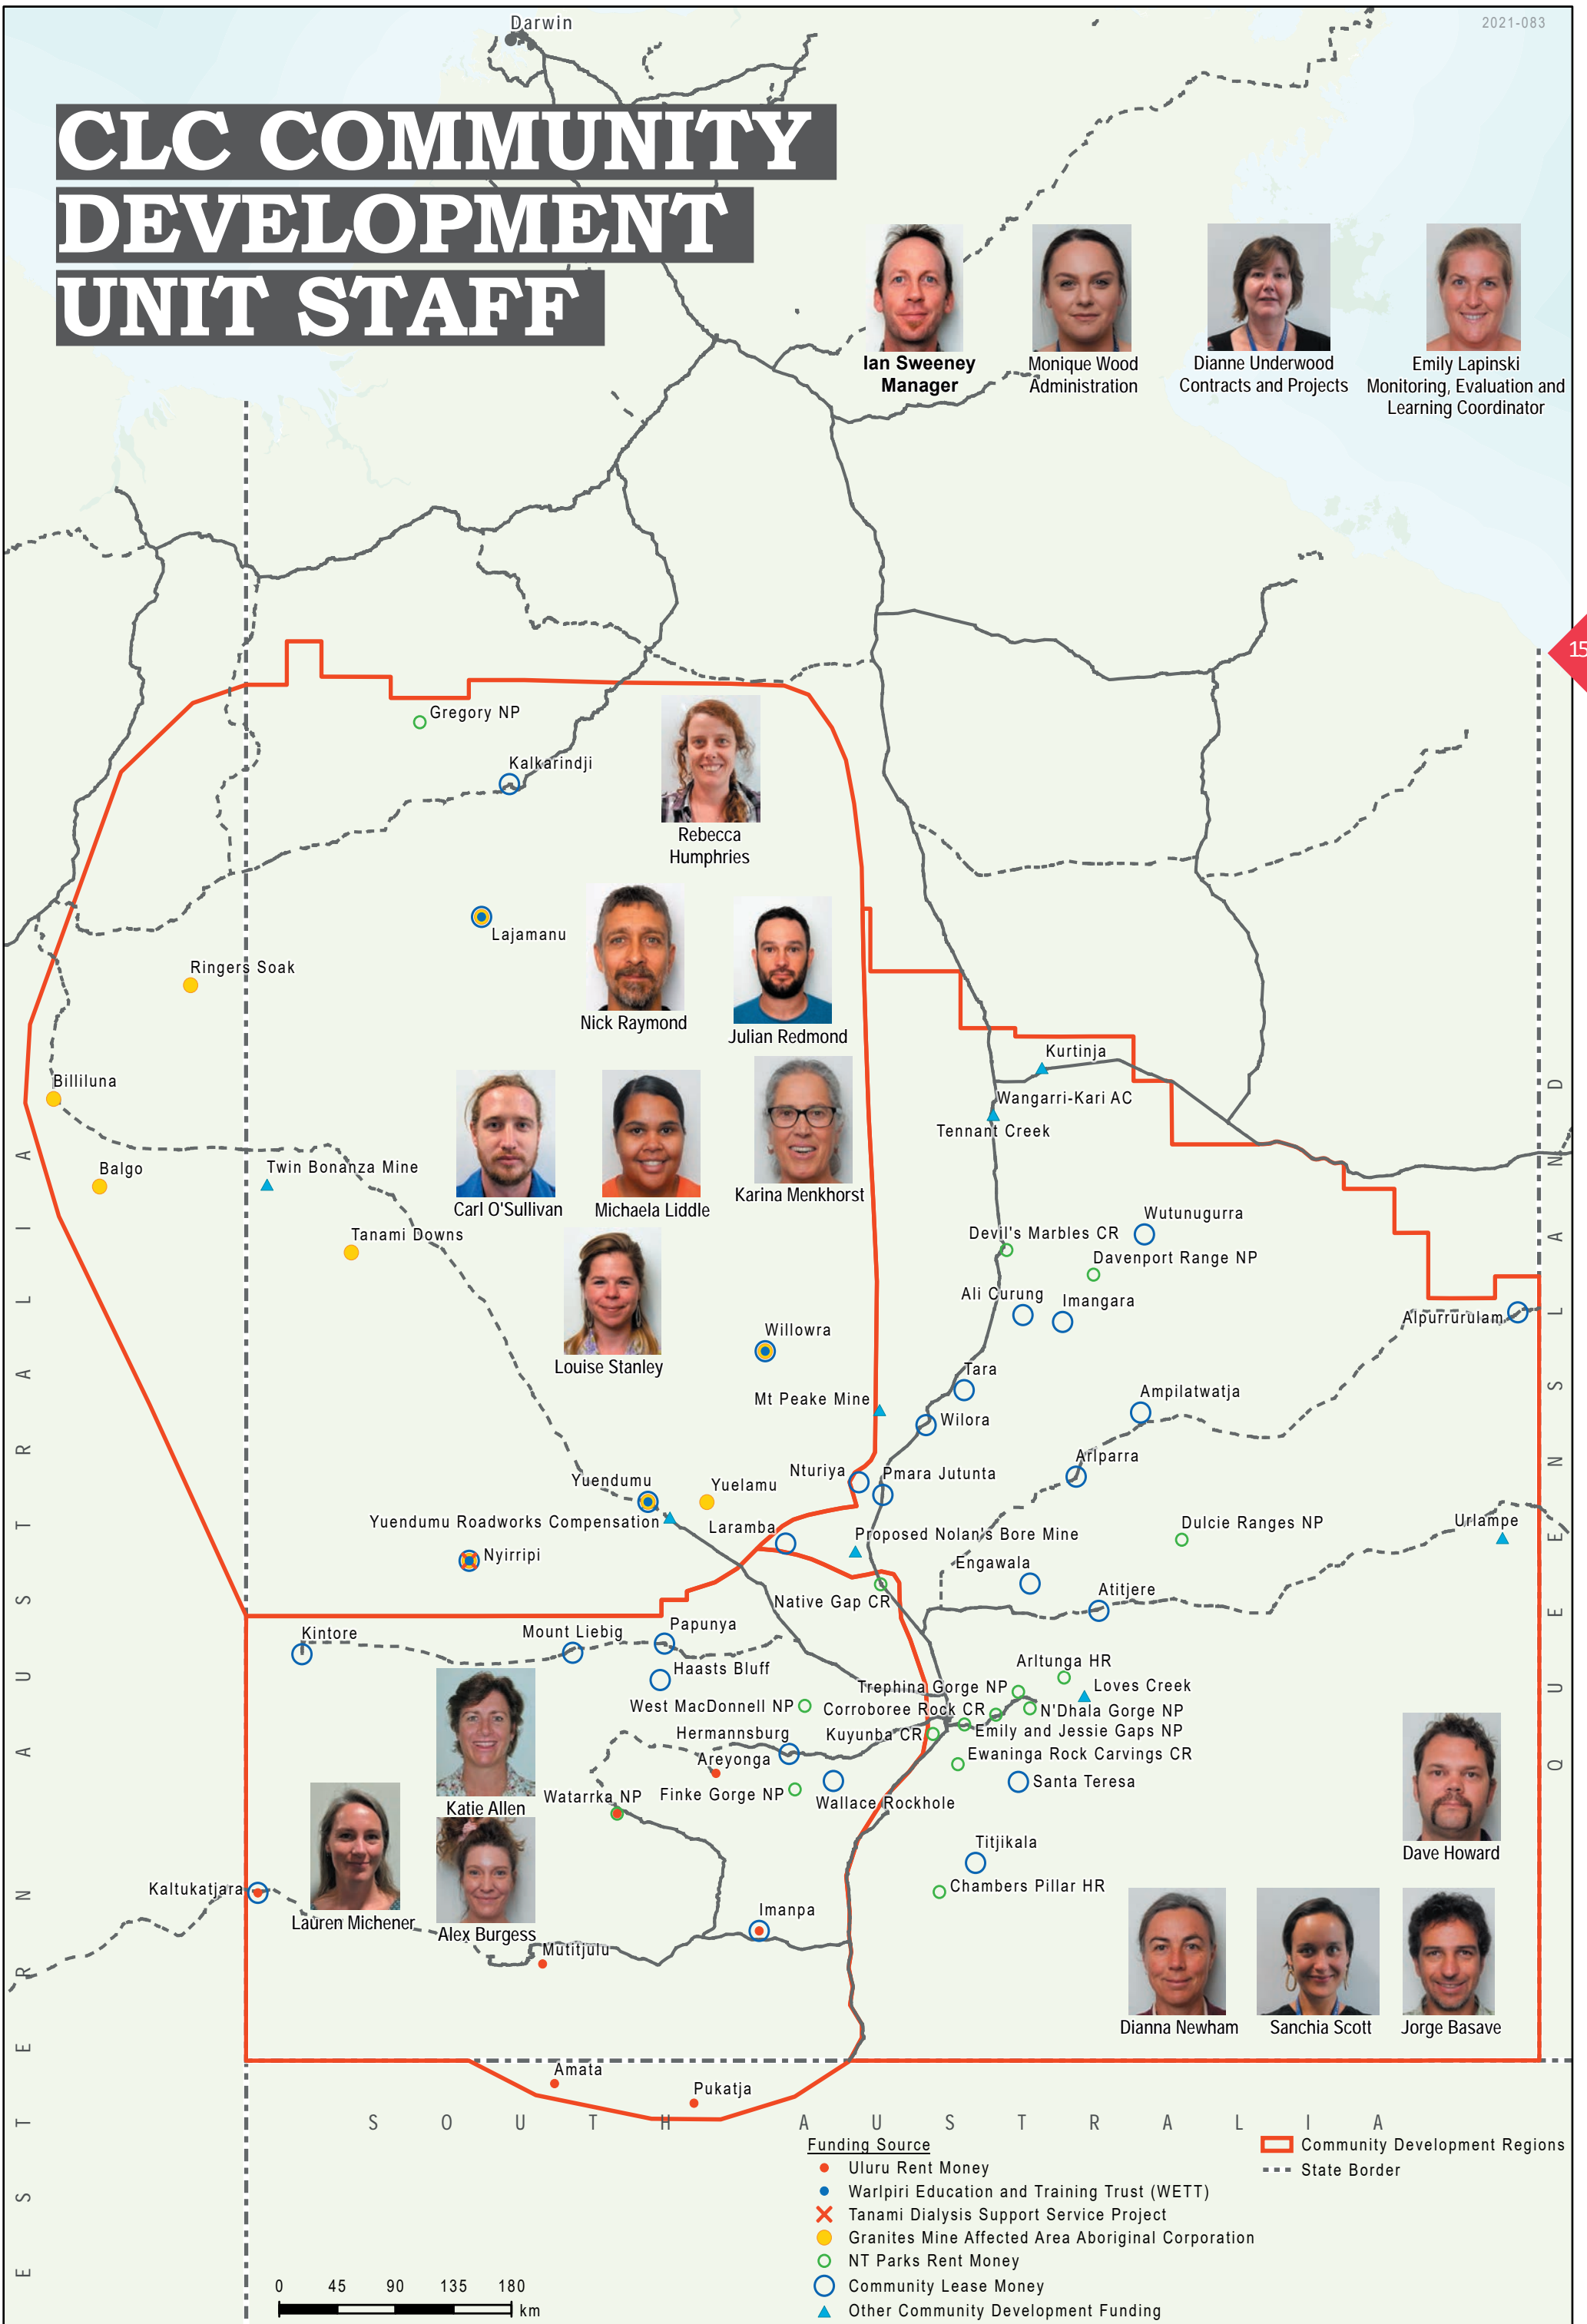 Darwin
2021-083
CLC COMMUNITY
DEVELOPMENT
UNIT STAFF
Ian Sweeney
Manager
Monique Wood
Administration
Dianne Underwood
Contracts and Projects
Emily Lapinski
Monitoring, Evaluation and
Learning Coordinator
15
Gregory NP
Kalkarindji
Rebecca
Humphries
Lajamanu
Ringers Soak
Nick Raymond
Julian Redmond
Kurtinja
Billiluna
Wangarri-Kari AC
Tennant Creek
Balgo
Twin Bonanza Mine
Carl O'Sullivan
Michaela Liddle
Karina Menkhorst
Tanami Downs
Wutunugurra
Devil's Marbles CR
Davenport Range NP
Ali Curung
Imangara
Alpurrurulam
Louise Stanley
Willowra
Tara
Mt Peake Mine
Ampilatwatja
Wilora
Arlparra
Nturiya
Pmara Jutunta
Yuendumu
Yuelamu
Yuendumu Roadworks Compensation
Laramba
Proposed Nolan's Bore Mine
Dulcie Ranges NP
Urlampe
Nyirripi
Engawala
Native Gap CR
Atitjere
Kintore
Mount Liebig
Papunya
Haasts Bluff
Arltunga HR
Trephina Gorge NP
Loves Creek
West MacDonnell NP
Corroboree Rock CR
N'Dhala Gorge NP
Hermannsburg
Kuyunba CR
Emily and Jessie Gaps NP
Areyonga
Ewaninga Rock Carvings CR
Finke Gorge NP
Santa Teresa
Watarrka NP
Wallace Rockhole
Katie Allen
Titjikala
Dave Howard
Kaltukatjara
Chambers Pillar HR
Lauren Michener
Alex Burgess
Imanpa
Mutitjulu
Dianna Newham
Sanchia Scott
Jorge Basave
Amata
Pukatja
WESTERN AUSTRALIA
QUEENSLAND
SOUTH AUSTRALIA
Funding Source
Uluru Rent Money
Warlpiri Education and Training Trust (WETT)
Tanami Dialysis Support Service Project
Granites Mine Affected Area Aboriginal Corporation
NT Parks Rent Money
Community Lease Money
Other Community Development Funding
Community Development Regions
State Border
0 45 90 135 180
km